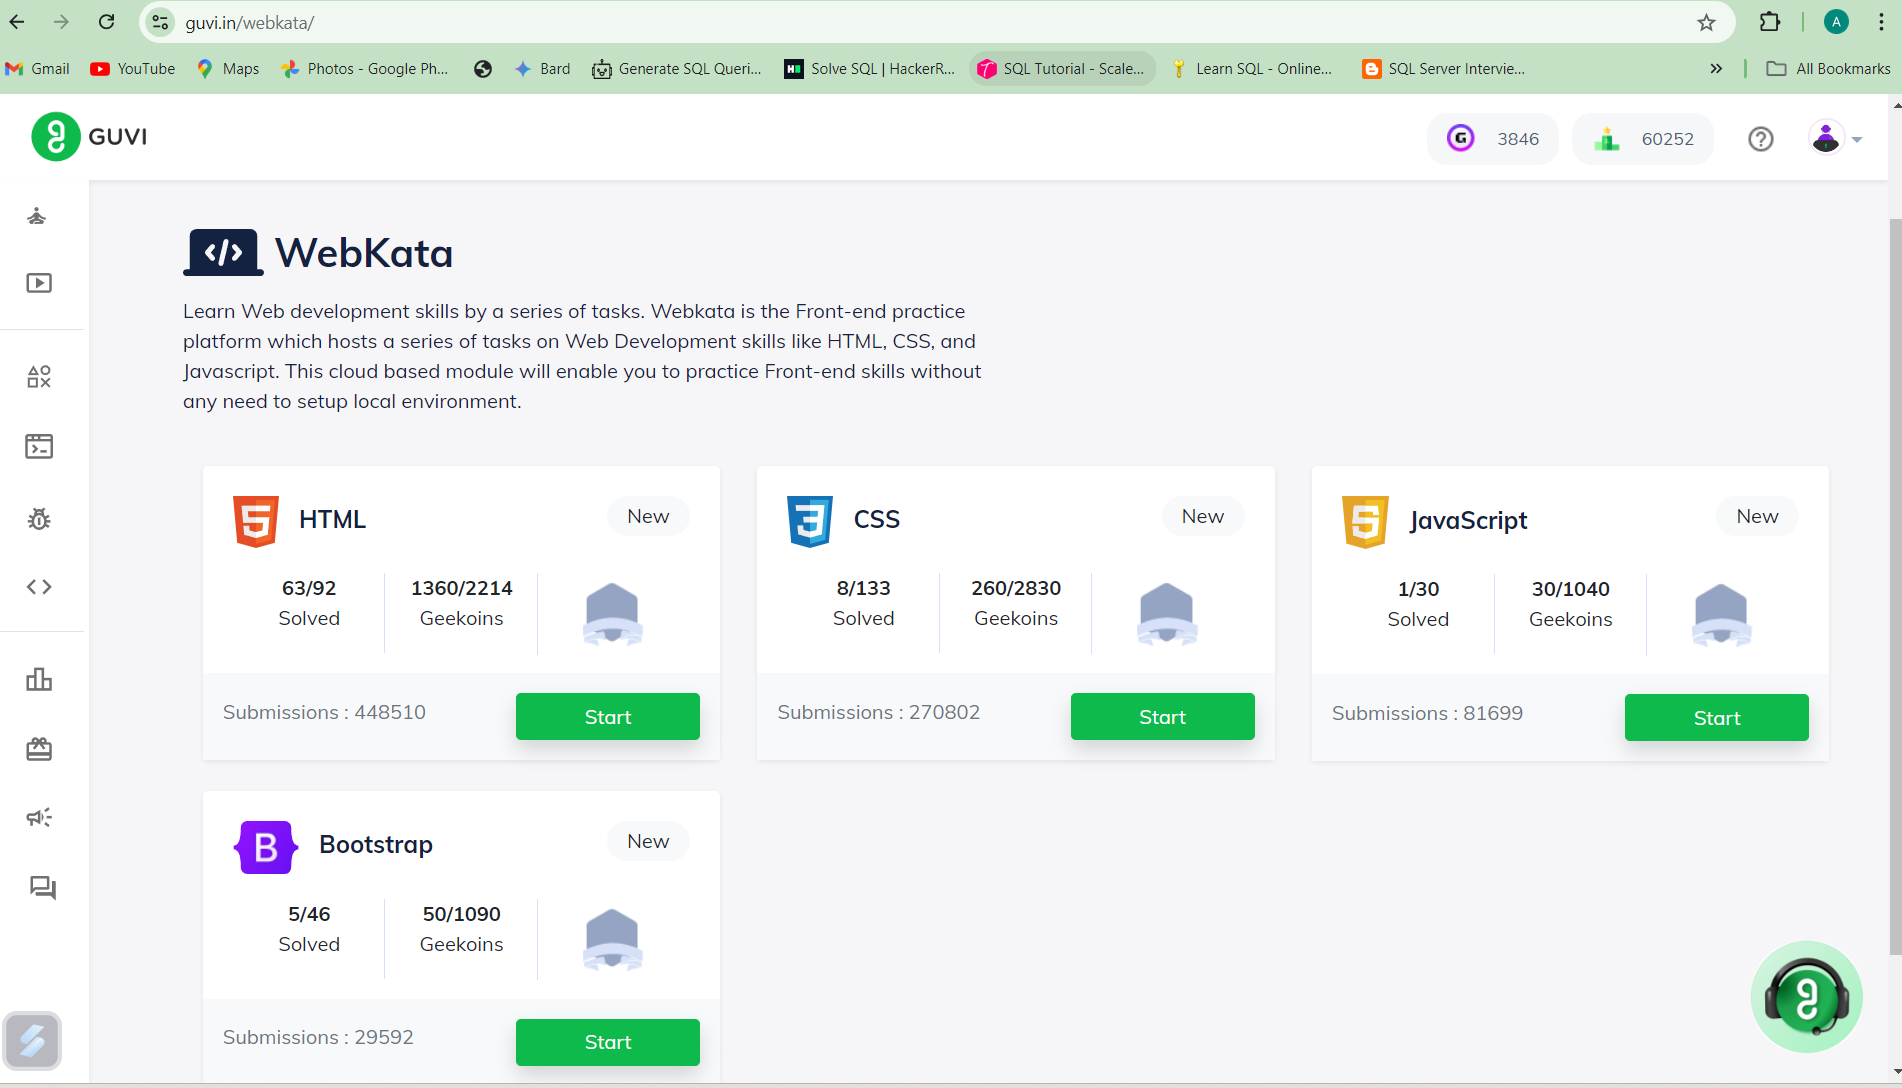 guvi.in/webkata/
A
Gmail
YouTube
Maps
Photos - Google Ph...
Bard
Generate SQL Queri...
Solve SQL | HackerR...
SQL Tutorial - Scale...
Learn SQL - Online...
SQL Server Intervie...
All Bookmarks
GUVI
3846
60252
WebKata
Learn Web development skills by a series of tasks. Webkata is the Front-end practice
platform which hosts a series of tasks on Web Development skills like HTML, CSS, and
Javascript. This cloud based module will enable you to practice Front-end skills without
any need to setup local environment.
HTML
New
63/92
Solved
1360/2214
Geekoins
Submissions : 448510
Start
CSS
New
8/133
Solved
260/2830
Geekoins
Submissions : 270802
Start
JavaScript
New
1/30
Solved
30/1040
Geekoins
Submissions : 81699
Start
B
Bootstrap
New
5/46
Solved
50/1090
Geekoins
Submissions : 29592
Start